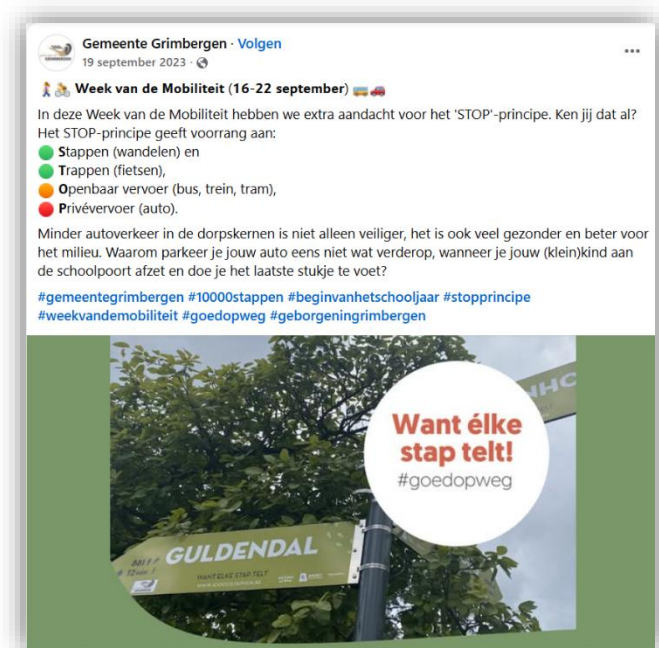 Gemeente Grimbergen · Volgen
19 september 2023 ·
Week van de Mobiliteit (16-22 september)
In deze Week van de Mobiliteit hebben we extra aandacht voor het 'STOP'-principe. Ken jij dat al?
Het STOP-principe geeft voorrang aan:
Stappen (wandelen) en
Trappen (fietsen),
Openbaar vervoer (bus, trein, tram),
Privévervoer (auto).
Minder autoverkeer in de dorpskernen is niet alleen veiliger, het is ook veel gezonder en beter voor
het milieu. Waarom parkeer je jouw auto eens niet wat verderop, wanneer je jouw (klein)kind aan
de schoolpoort afzet en doe je het laatste stukje te voet?
#gemeentegrimbergen #10000stappen #beginvanhetschooljaar #stopprincipe
#weekvandemobiliteit #goedopweg #geborgeningrimbergen
Want élke
stap telt!
#goedopweg
GULDENDAL
WANT ELKE STAP TELT